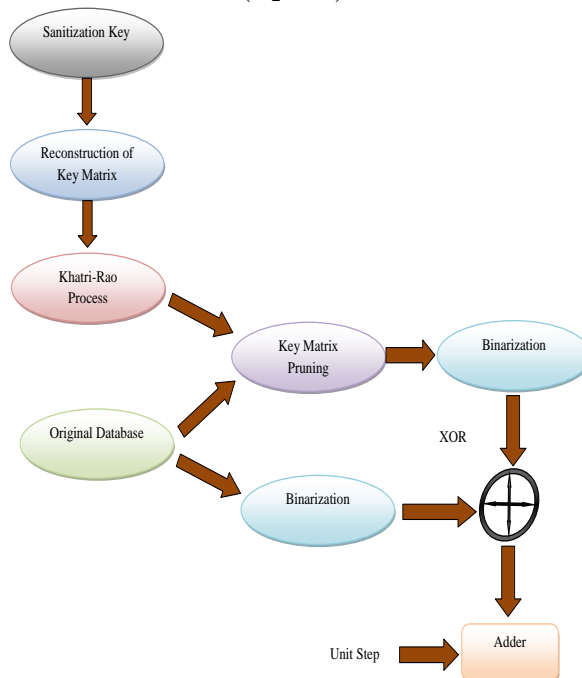 Sanitization Key
Reconstruction of
Key Matrix
Khatri-Rao
Process
Key Matrix
Pruning
Binarization
Original Database
XOR
Binarization
Unit Step
Adder